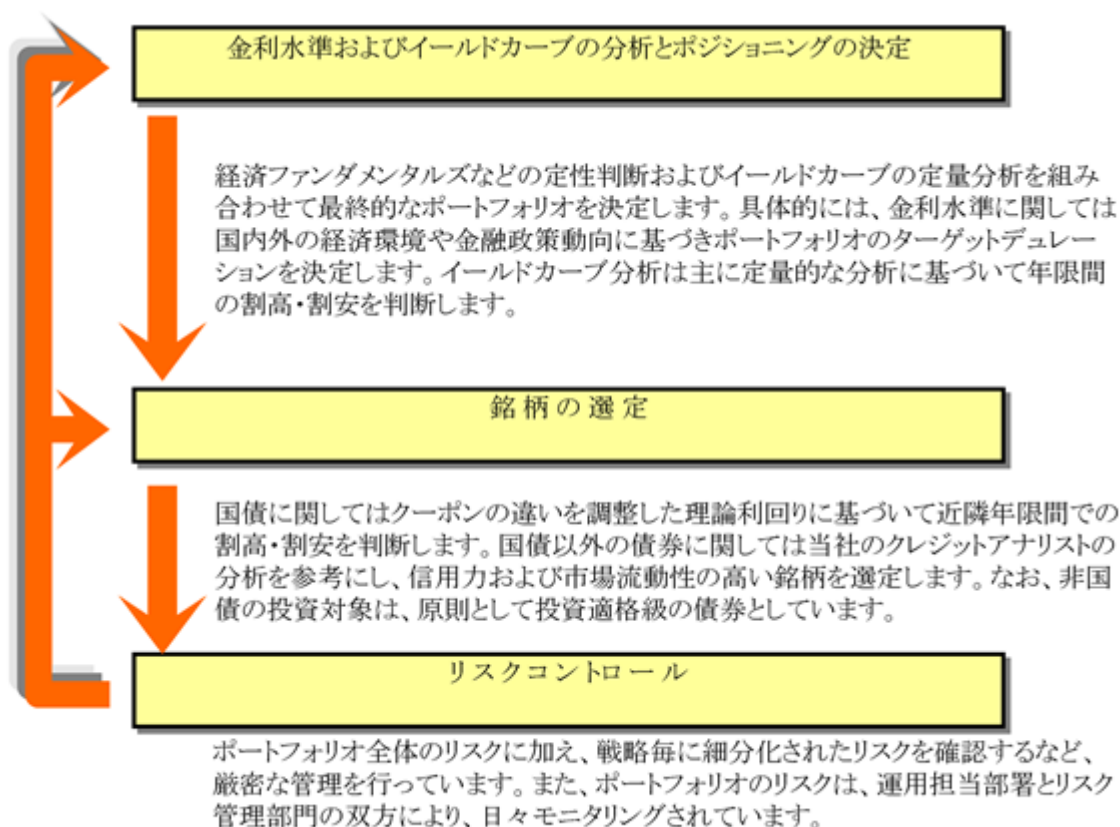 金利水準およびイールドカーブの分析とポジショニングの決定
経済ファンダメンタルズなどの定性判断およびイールドカーブの定量分析を組み
合わせて最終的なポートフォリオを決定します。具体的には、金利水準に関しては
国内外の経済環境や金融政策動向に基づきポートフォリオのターゲットデュレー
ションを決定します。イールドカーブ分析は主に定量的な分析に基づいて年限間
の割高・割安を判断します。
銘柄の選定
国債に関してはクーポンの違いを調整した理論利回りに基づいて近隣年限間での
割高・割安を判断します。国債以外の債券に関しては当社のクレジットアナリストの
分析を参考にし、信用力および市場流動性の高い銘柄を選定します。なお、非国
債の投資対象は、原則として投資適格級の債券としています。
リスクコントロール
ポートフォリオ全体のリスクに加え、戦略毎に細分化されたリスクを確認するなど、
厳密な管理を行っています。また、ポートフォリオのリスクは、運用担当部署とリスク
管理部門の双方により、日々モニタリングされています。